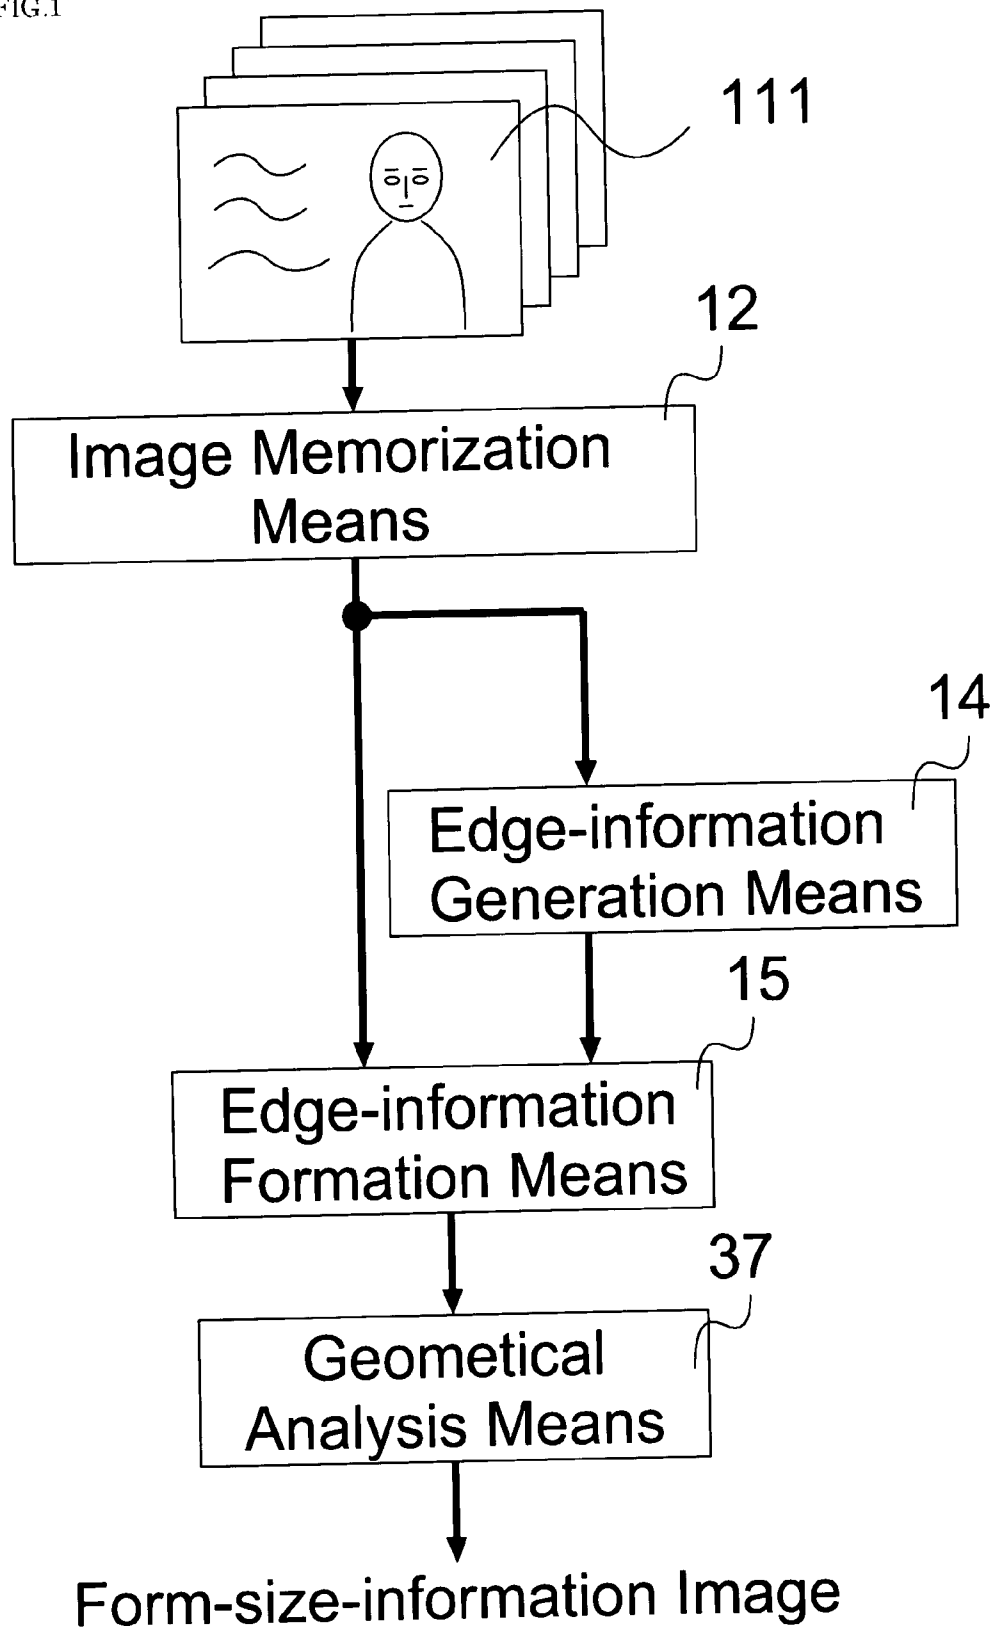 FIG.1
111
12
Image Memorization
Means
14
Edge-information
Generation Means
15
Edge-information
Formation Means
37
Geometical
Analysis Means
Form-size-information Image